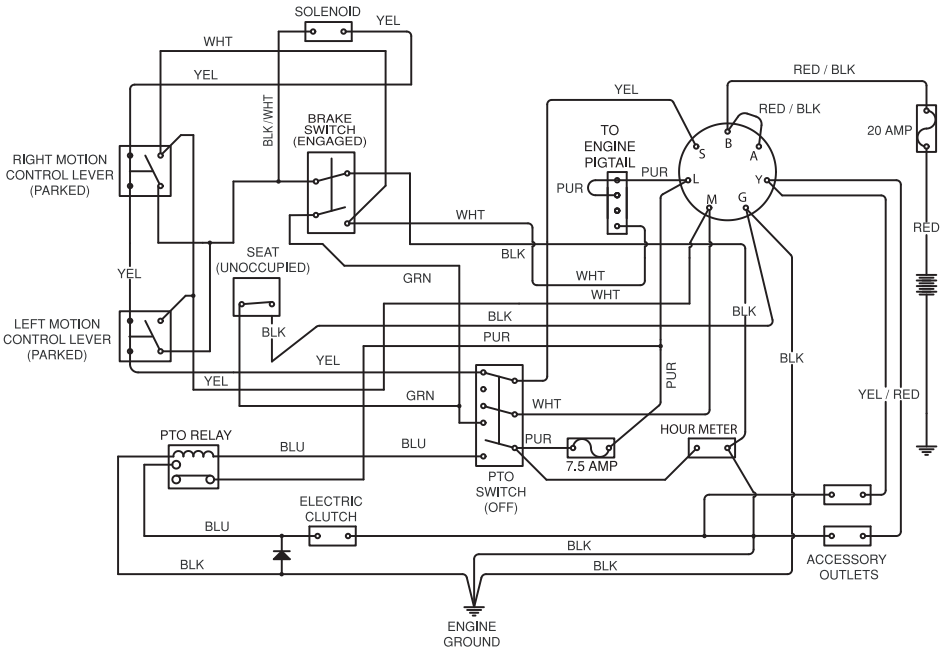 SOLENOID
YEL
WHT
YEL
RED / BLK
YEL
RED / BLK
BLK / WHT
BRAKE
SWITCH
(ENGAGED)
TO
ENGINE
PIGTAIL
20 AMP
B
S
A
RIGHT MOTION
CONTROL LEVER
(PARKED)
PUR
PUR
L
Y
M
G
WHT
RED
SEAT
(UNOCCUPIED)
BLK
GRN
YEL
WHT
WHT
BLK
LEFT MOTION
CONTROL LEVER
(PARKED)
BLK
BLK
PUR
YEL
BLK
PUR
YEL
GRN
WHT
YEL / RED
PTO RELAY
BLU
BLU
PUR
HOUR METER
7.5 AMP
PTO
SWITCH
(OFF)
ELECTRIC
CLUTCH
BLU
BLK
BLK
BLK
ACCESSORY
OUTLETS
ENGINE
GROUND